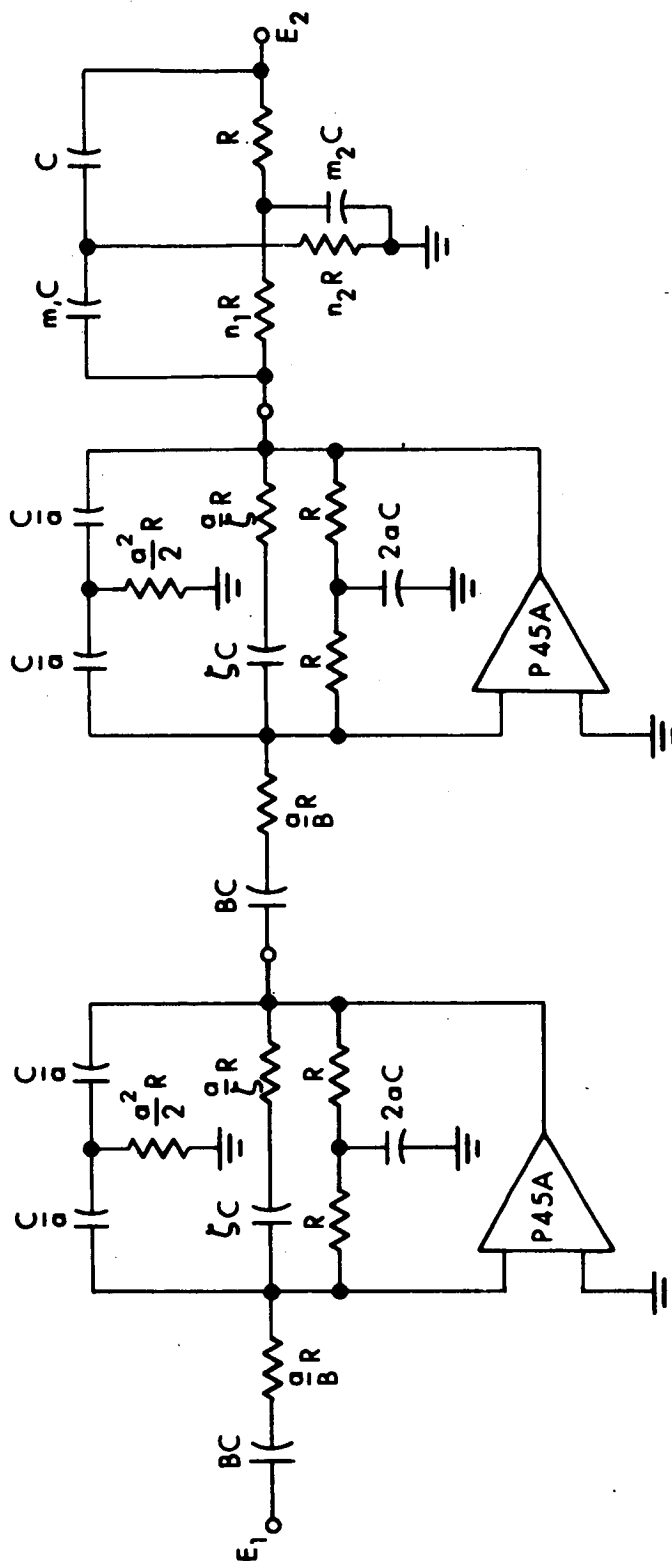 E₁
BC
a/B R
C/a
C/a
a²/2 R
ζC
a/ζ R
R
R
2aC
P45A
BC
a/B R
C/a
C/a
a²/2 R
ζC
a/ζ R
R
R
2aC
P45A
m₁C
C
n₁R
R
n₂R
m₂C
E₂